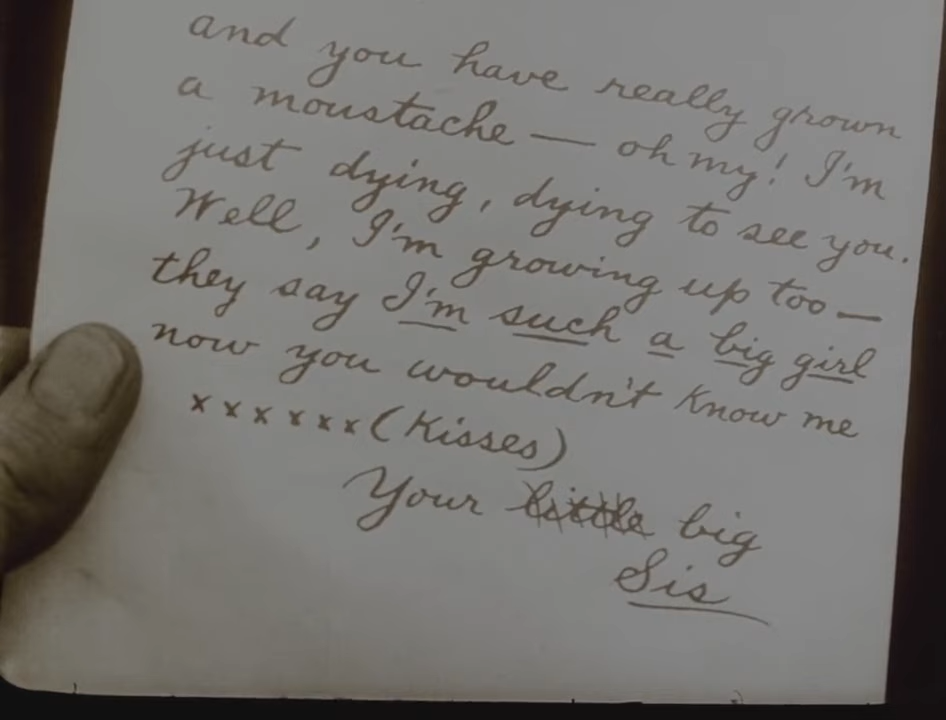 and you have really grown
a moustache — oh my! I'm
just dying, dying to see you.
Well, I'm growing up too —
they say I'm such a big girl
now you wouldn't know me
xxxxxx (Kisses)
Your little big
Sis